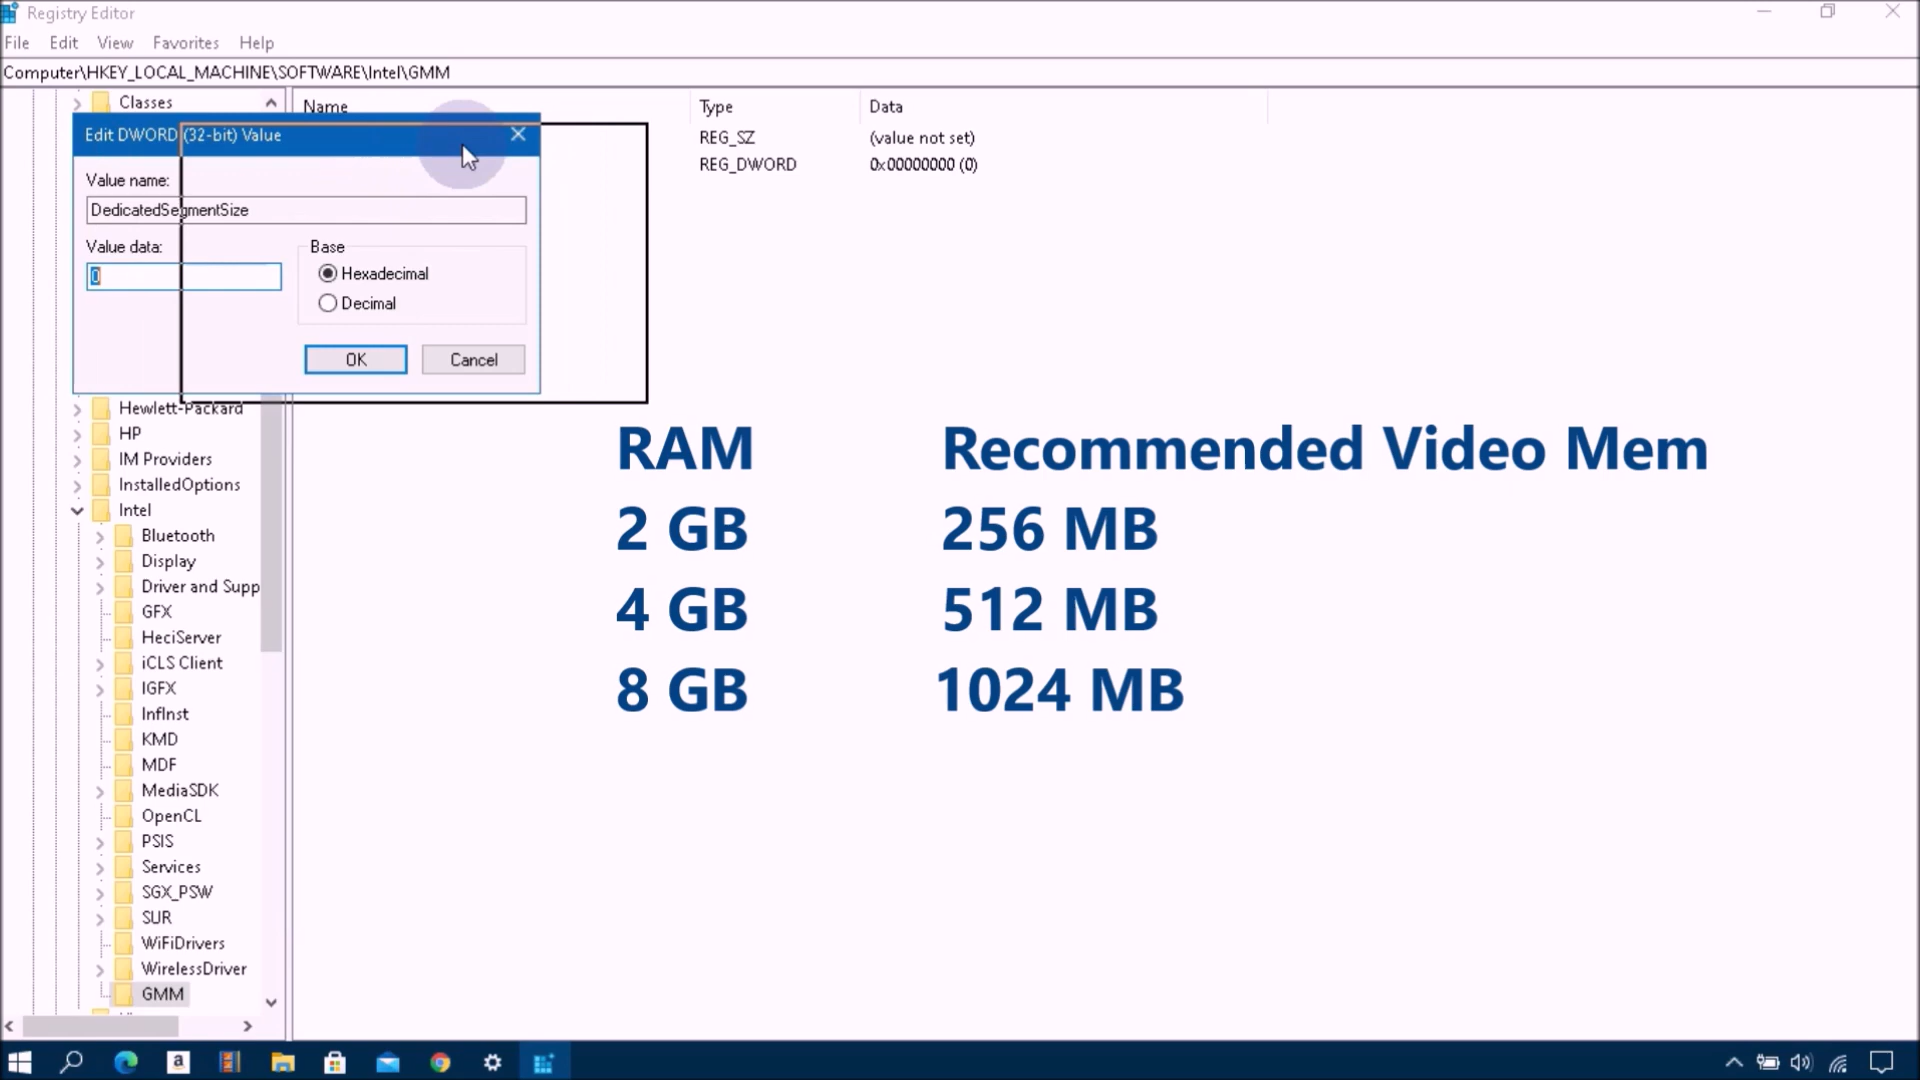 Registry Editor
File Edit View Favorites Help
Computer\HKEY_LOCAL_MACHINE\SOFTWARE\Intel\GMM
Classes
Name Type Data
REG_SZ (value not set)
REG_DWORD 0x00000000 (0)
Edit DWORD (32-bit) Value
Value name:
DedicatedSegmentSize
Value data:
0
Base
Hexadecimal
Decimal
OK Cancel
Hewlett-Packard
HP
IM Providers
InstalledOptions
Intel
Bluetooth
Display
Driver and Supp
GFX
HeciServer
iCLS Client
IGFX
InfInst
KMD
MDF
MediaSDK
OpenCL
PSIS
Services
SGX_PSW
SUR
WiFiDrivers
WirelessDriver
GMM
RAM Recommended Video Mem
2 GB 256 MB
4 GB 512 MB
8 GB 1024 MB
a